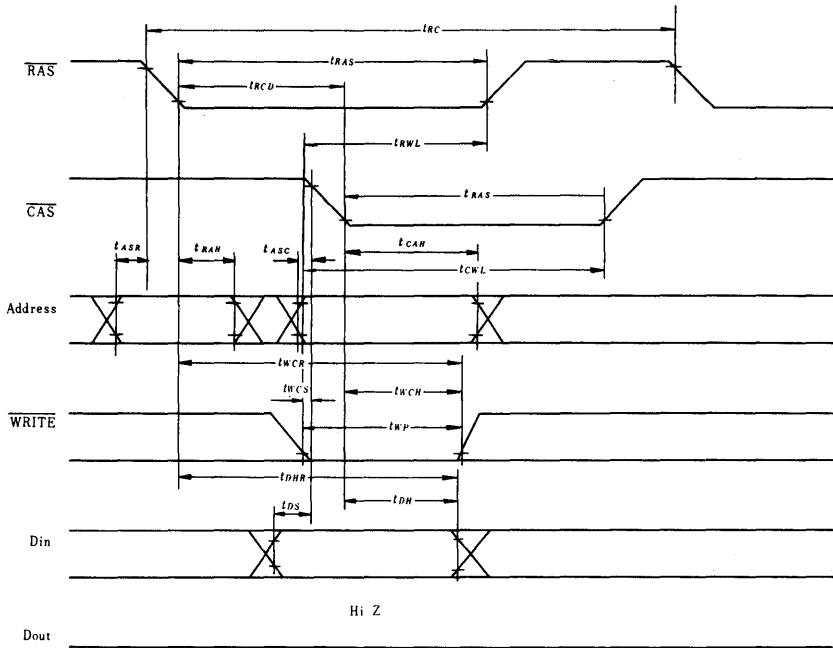 tRC
RAS
tRAS
tRCD
tRWL
CAS
tRAS
tASR
tRAH
tASC
tCAH
tCWL
Address
tWCR
tWCS
tWCH
WRITE
tWP
tDHR
tDH
tDS
Din
Hi Z
Dout